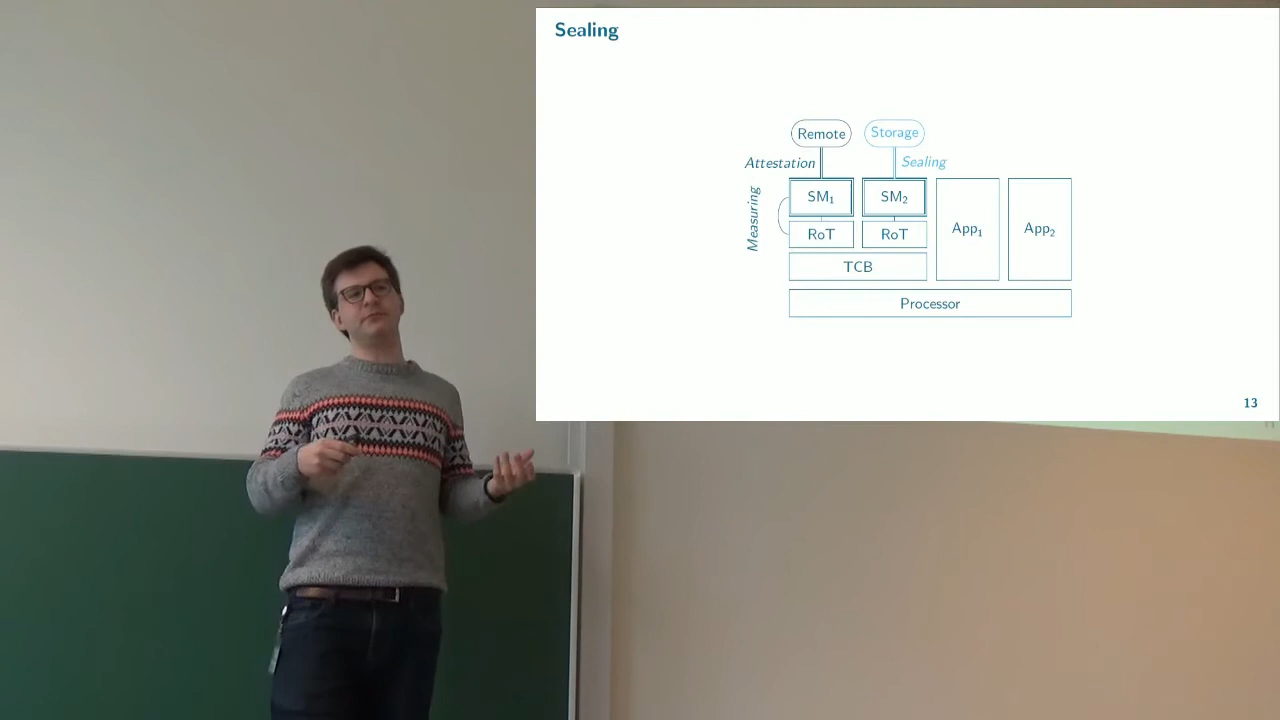 Sealing
Remote
Storage
Attestation
Sealing
Measuring
SM₁
SM₂
RoT
RoT
App₁
App₂
TCB
Processor
13